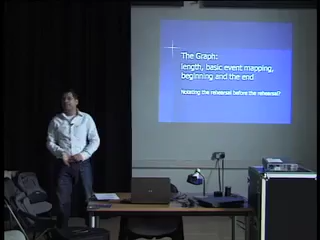 The Graph:
length, basic event mapping,
beginning and the end
Notating the rehearsal before the rehearsal?